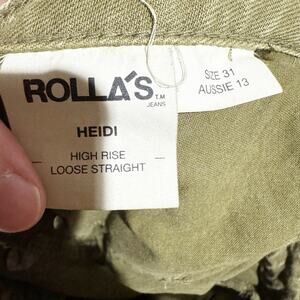 ROLLA'S T.M
JEANS
HEIDI
HIGH RISE
LOOSE STRAIGHT
SIZE 31
AUSSIE 13